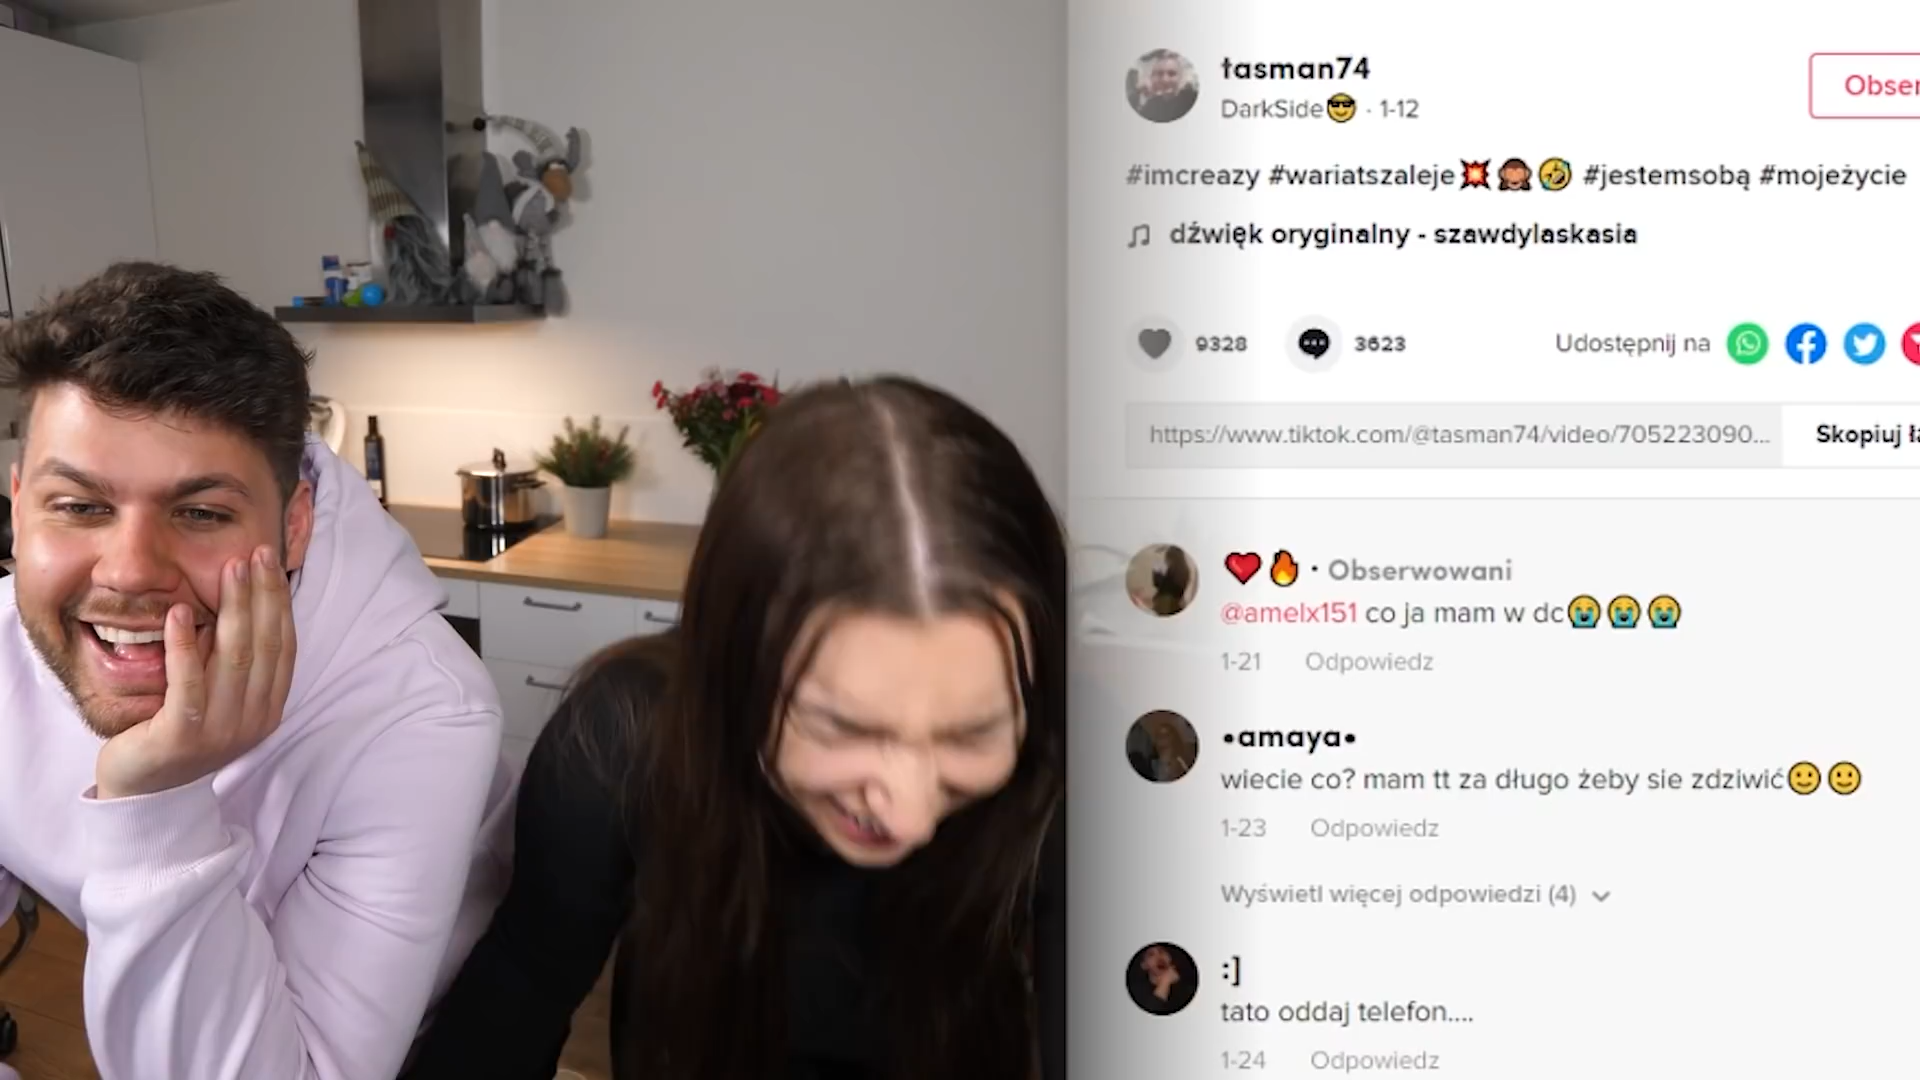 tasman74
DarkSide😎 · 1-12
Obser
#imcreazy #wariatszaleje💥🙈🤣 #jestemsobą #mojeżycie
dźwięk oryginalny - szawdylaskasia
9328 3623 Udostępnij na
https://www.tiktok.com/@tasman74/video/705223090... Skopiuj ła
❤️🔥 · Obserwowani
@amelx151 co ja mam w dc😭😭😭
1-21 Odpowiedz
•amaya•
wiecie co? mam tt za długo żeby sie zdziwić🙂🙂
1-23 Odpowiedz
Wyświetl więcej odpowiedzi (4)
:]
tato oddaj telefon....
1-24 Odpowiedz